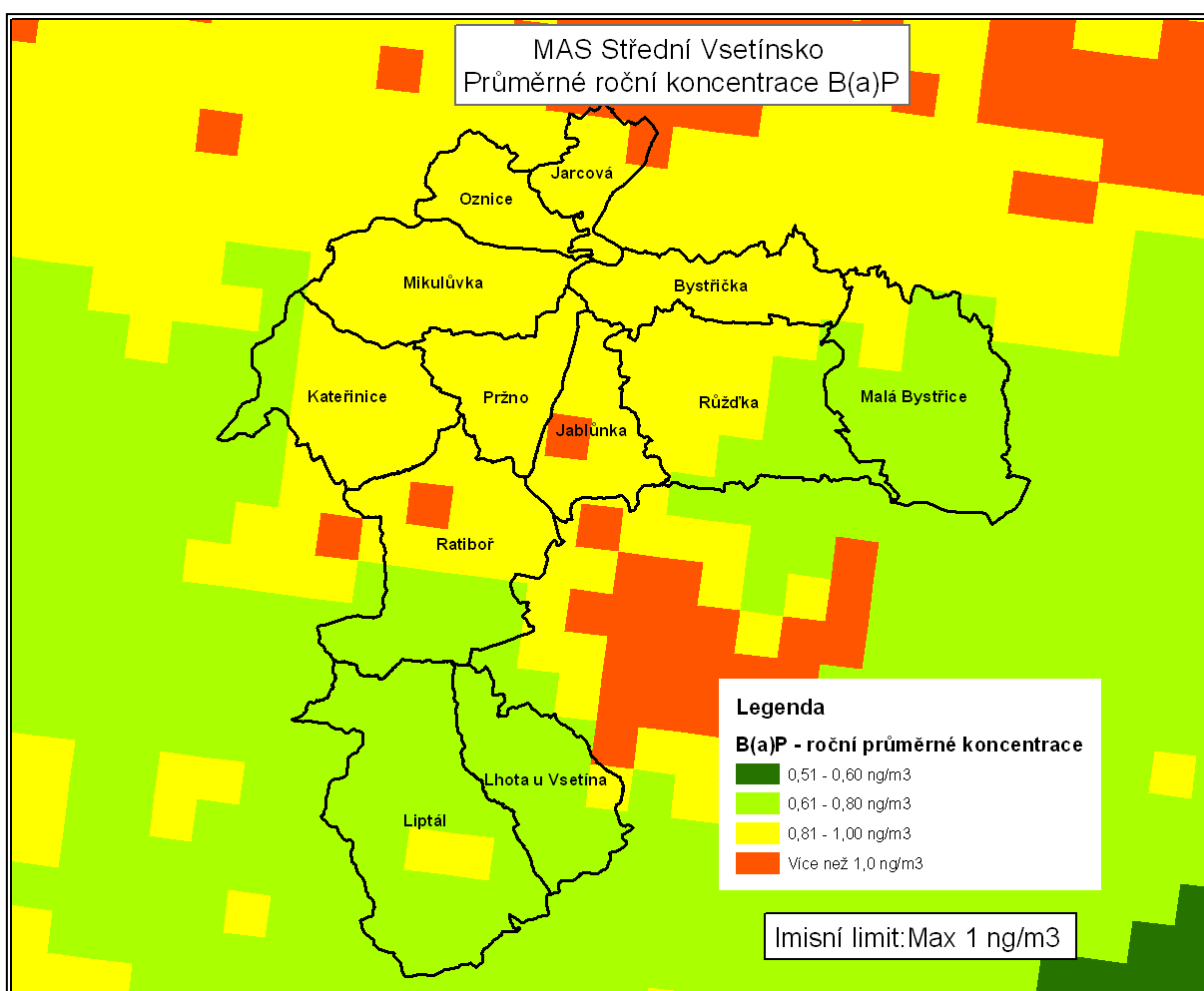 MAS Střední Vsetínsko
Průměrné roční koncentrace B(a)P
Jarcová
Oznice
Mikulůvka
Bystřička
Kateřinice
Pržno
Růžďka
Malá Bystřice
Jablůnka
Ratiboř
Lhota u Vsetína
Liptál
Legenda
B(a)P - roční průměrné koncentrace
0,51 - 0,60 ng/m3
0,61 - 0,80 ng/m3
0,81 - 1,00 ng/m3
Více než 1,0 ng/m3
Imisní limit:Max 1 ng/m3